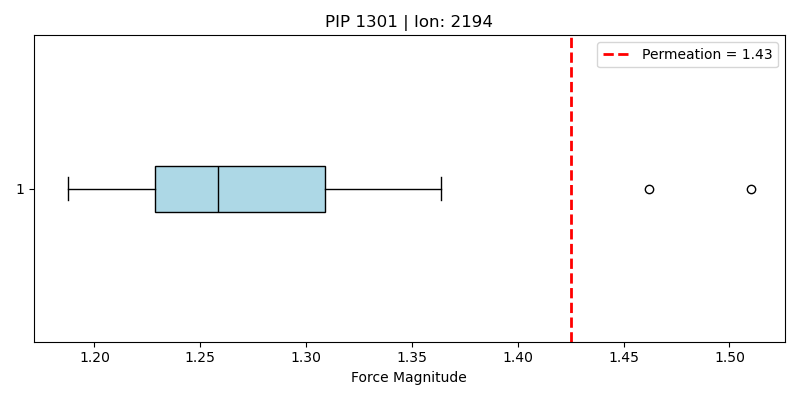 PIP 1301 | Ion: 2194
Permeation = 1.43
1
1.20 1.25 1.30 1.35 1.40 1.45 1.50
Force Magnitude